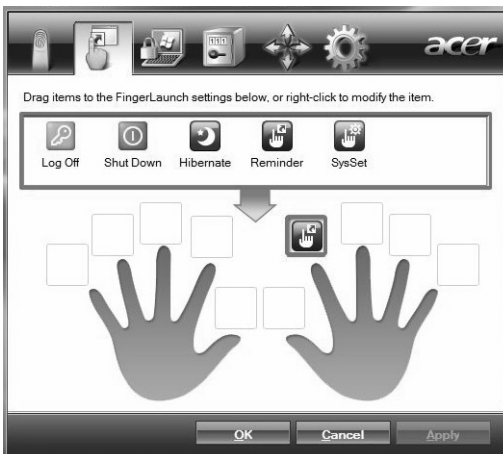 acer
Drag items to the FingerLaunch settings below, or right-click to modify the item.
Log Off Shut Down Hibernate Reminder SysSet
OK Cancel Apply